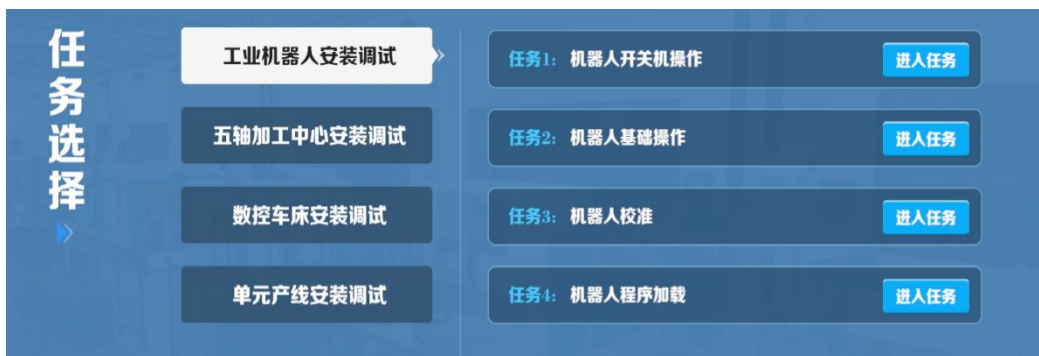 任务选择
工业机器人安装调试
五轴加工中心安装调试
数控车床安装调试
单元产线安装调试
任务1：机器人开关机操作
进入任务
任务2：机器人基础操作
进入任务
任务3：机器人校准
进入任务
任务4：机器人程序加载
进入任务